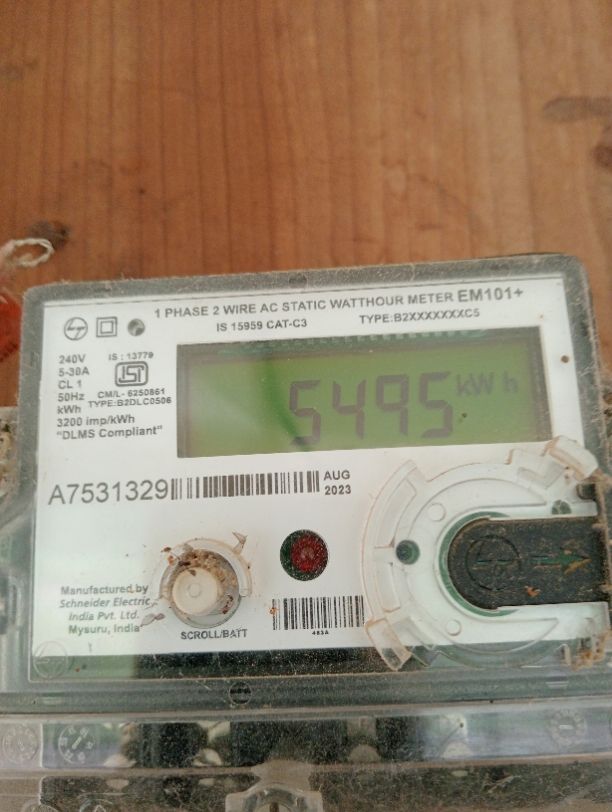 1 PHASE 2 WIRE AC STATIC WATTHOUR METER EM101+
IS 15959 CAT-C3 TYPE:B2XXXXXXXC5
240V
5-30A
CL 1
50Hz
kWh
3200 imp/kWh
"DLMS Compliant"
IS : 13779
ISI
CM/L- 6250861
TYPE:B2DLC0506
5495 kWh
A7531329
AUG
2023
Manufactured by
Schneider Electric
India Pvt. Ltd.
Mysuru, India
SCROLL/BATT
483A